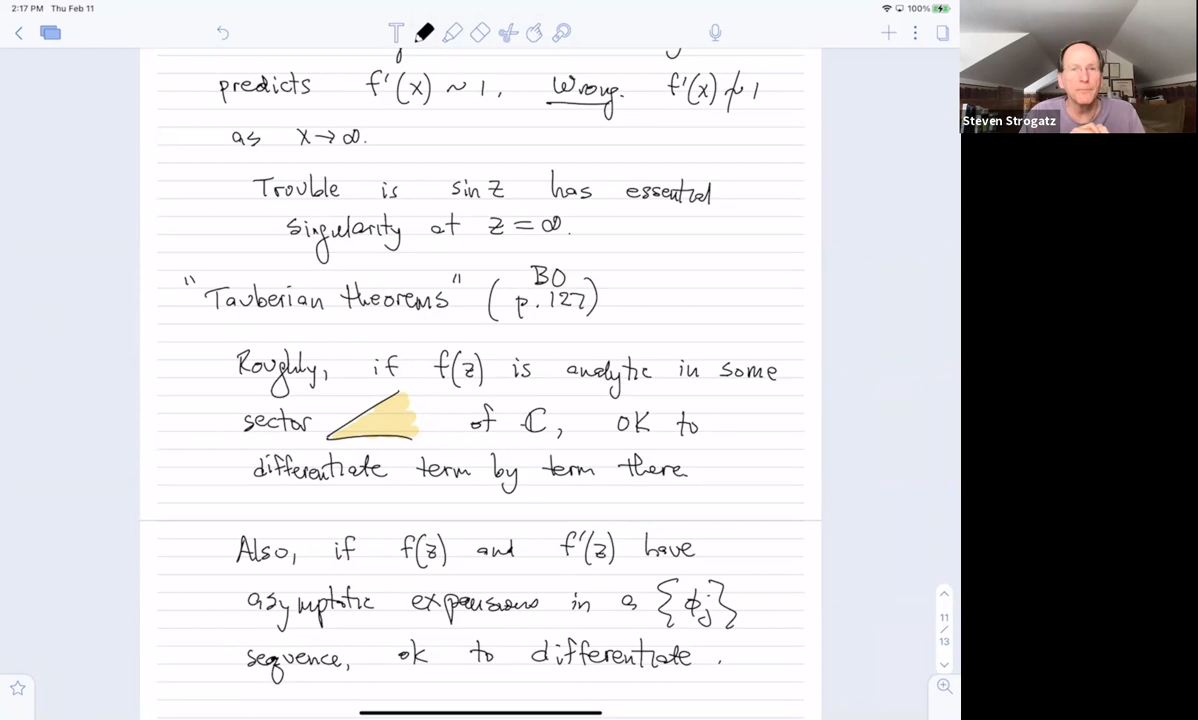 2:17 PM Thu Feb 11
100%
predicts f'(x) ~ 1, Wrong. f'(x) ≁ 1
as x → ∞.
Steven Strogatz
Trouble is sin z has essential
singularity at z = ∞.
"Tauberian theorems" (BO p. 127)
Roughly, if f(z) is analytic in some
sector of ℂ, OK to
differentiate term by term there
Also, if f(z) and f'(z) have
asymptotic expansions in a {ϕj}
sequence, ok to differentiate.
11
/
13